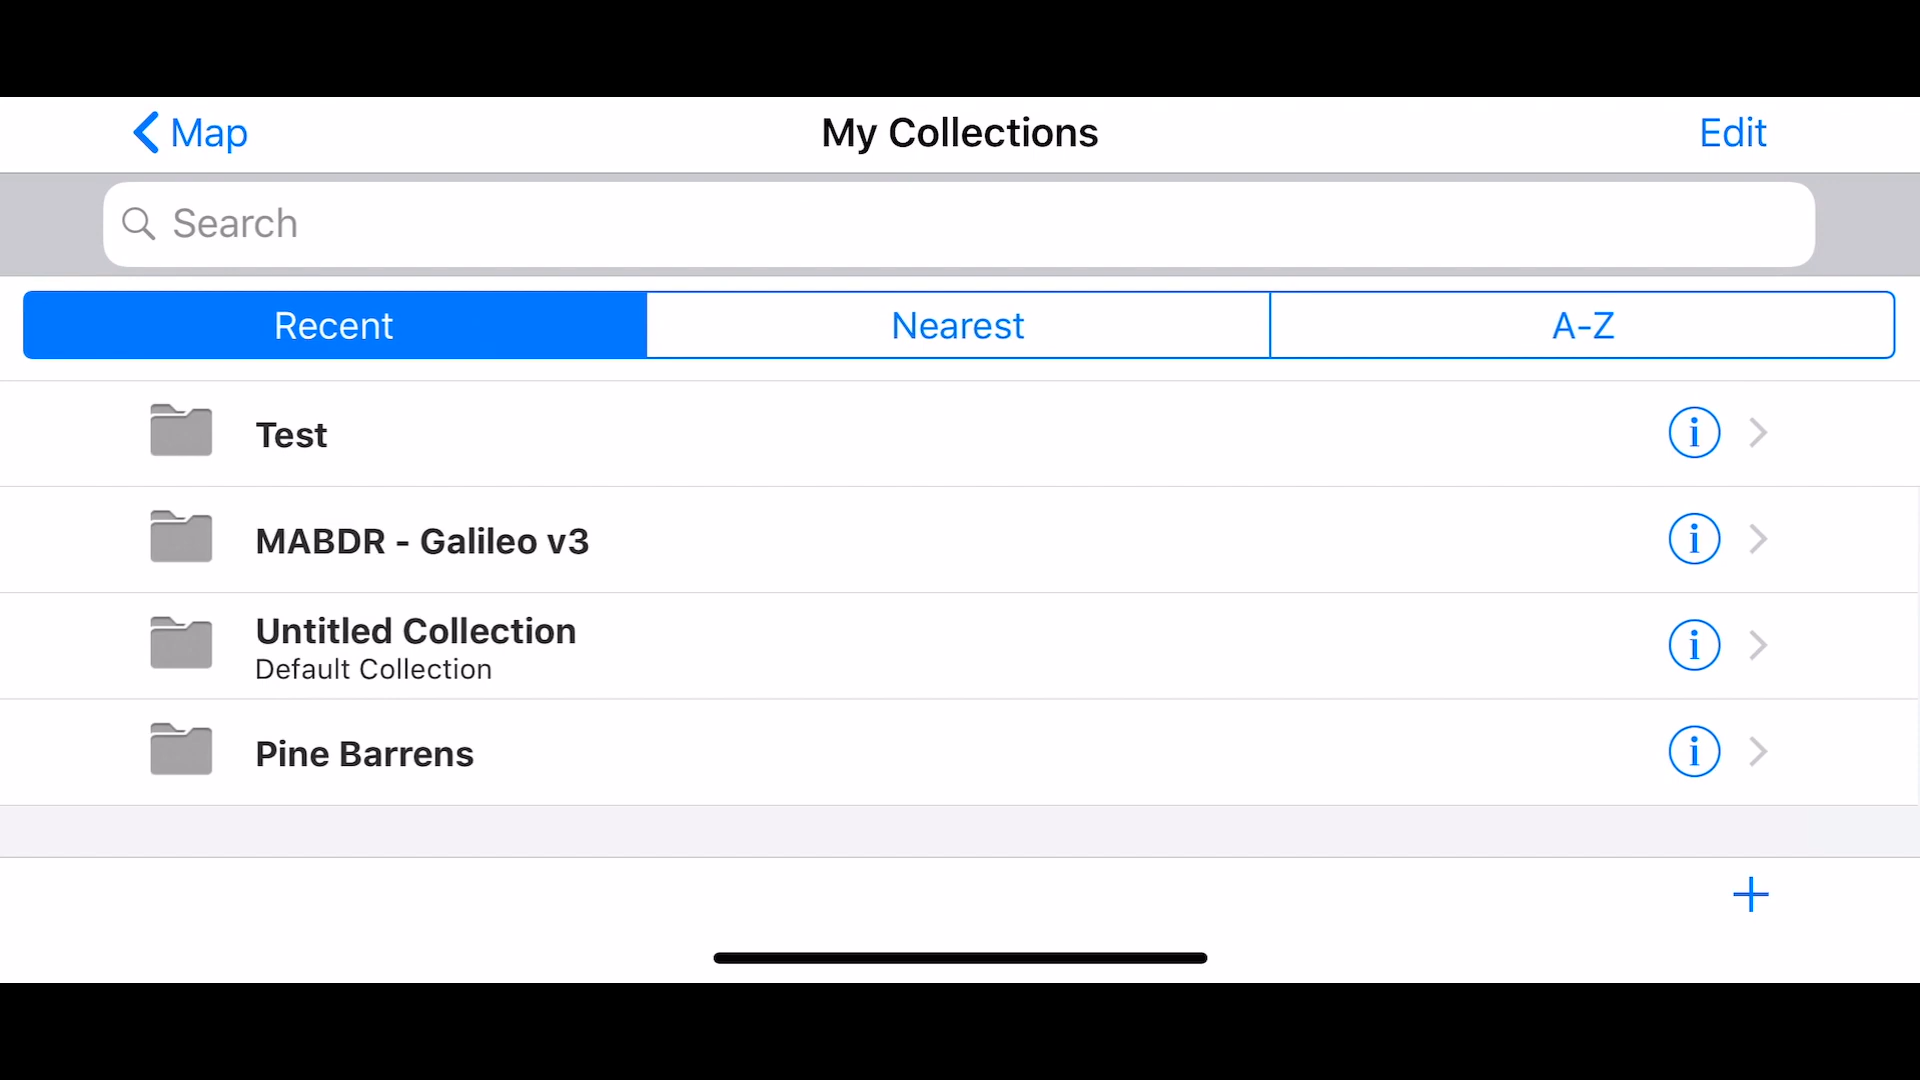 Map
My Collections
Edit
Search
Recent
Nearest
A-Z
Test
MABDR - Galileo v3
Untitled Collection
Default Collection
Pine Barrens